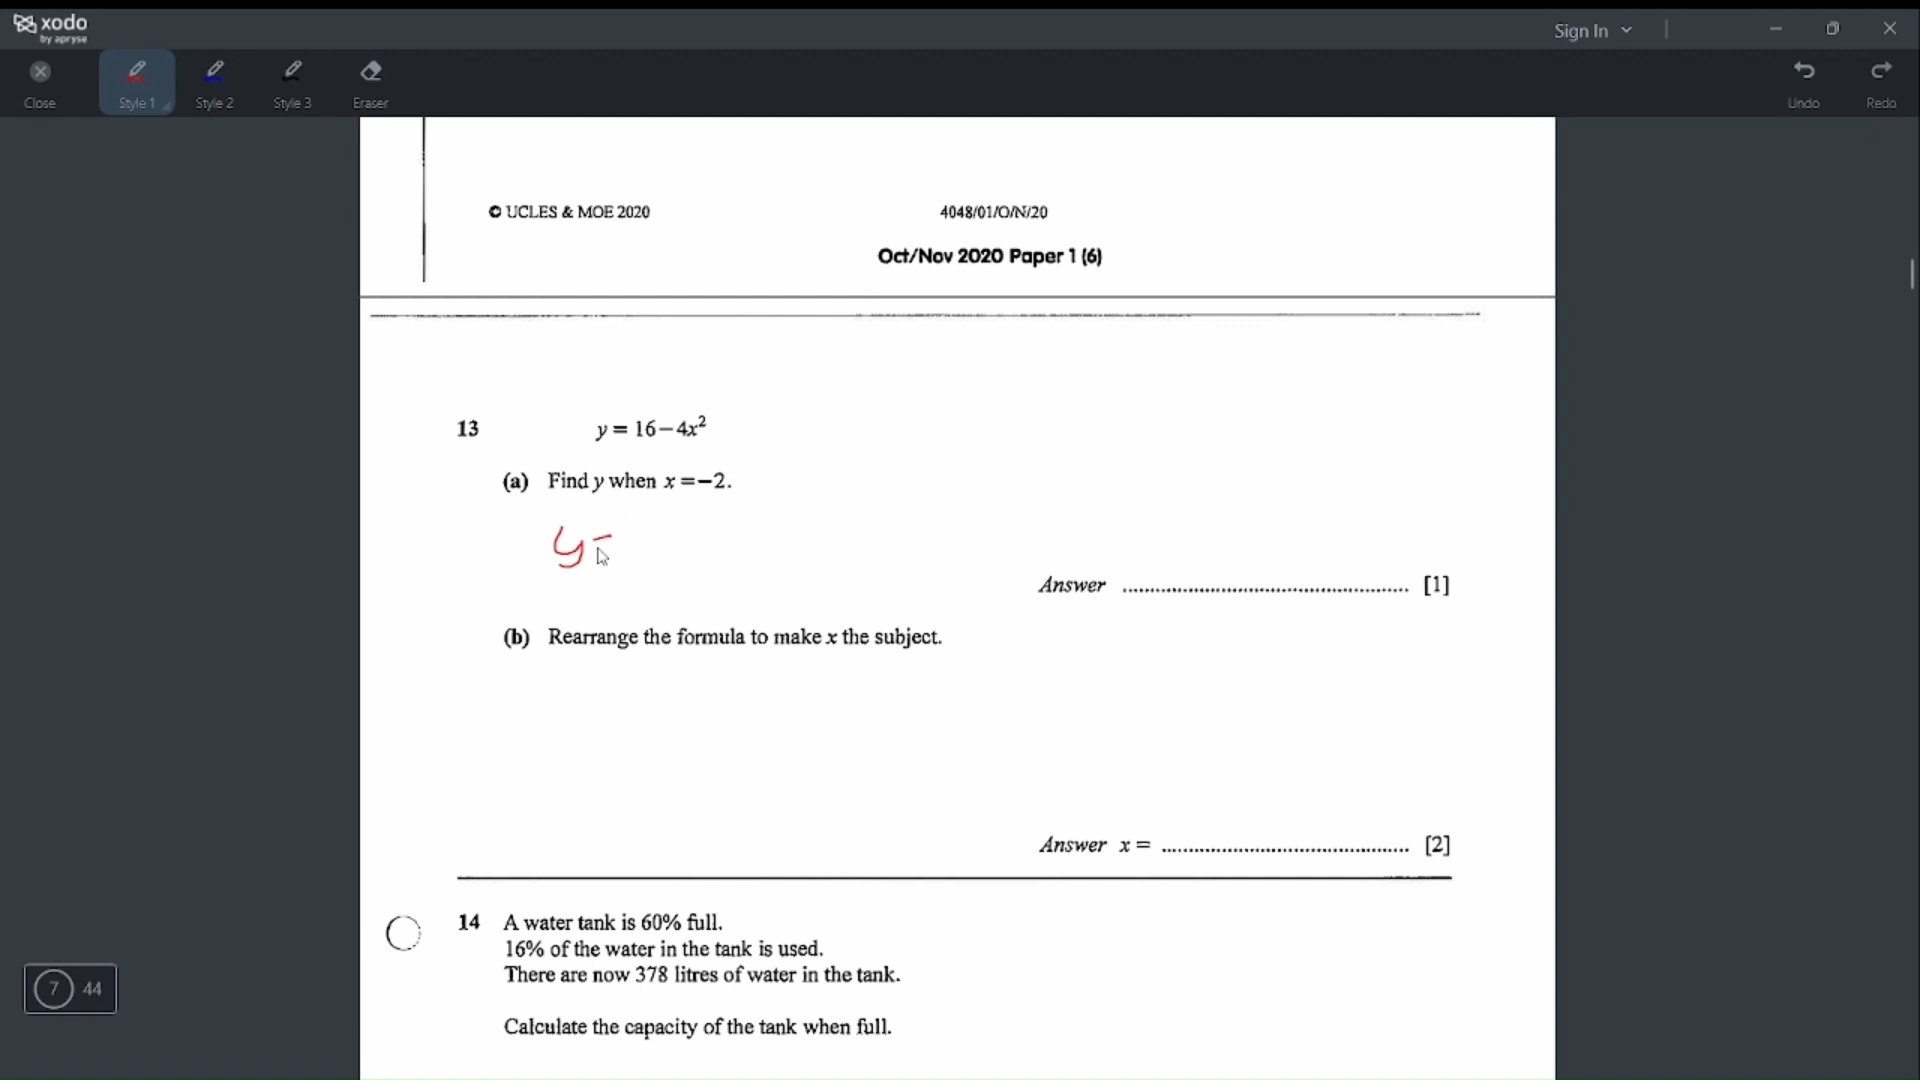 xodo
by apryse
Sign In
Close
Style 1
Style 2
Style 3
Eraser
Undo
Redo
© UCLES & MOE 2020
4048/01/O/N/20
Oct/Nov 2020 Paper 1 (6)
13 y = 16 − 4x²
(a) Find y when x = −2.
y =
Answer ................................................... [1]
(b) Rearrange the formula to make x the subject.
Answer x = ............................................ [2]
14 A water tank is 60% full.
16% of the water in the tank is used.
There are now 378 litres of water in the tank.
Calculate the capacity of the tank when full.
7 44